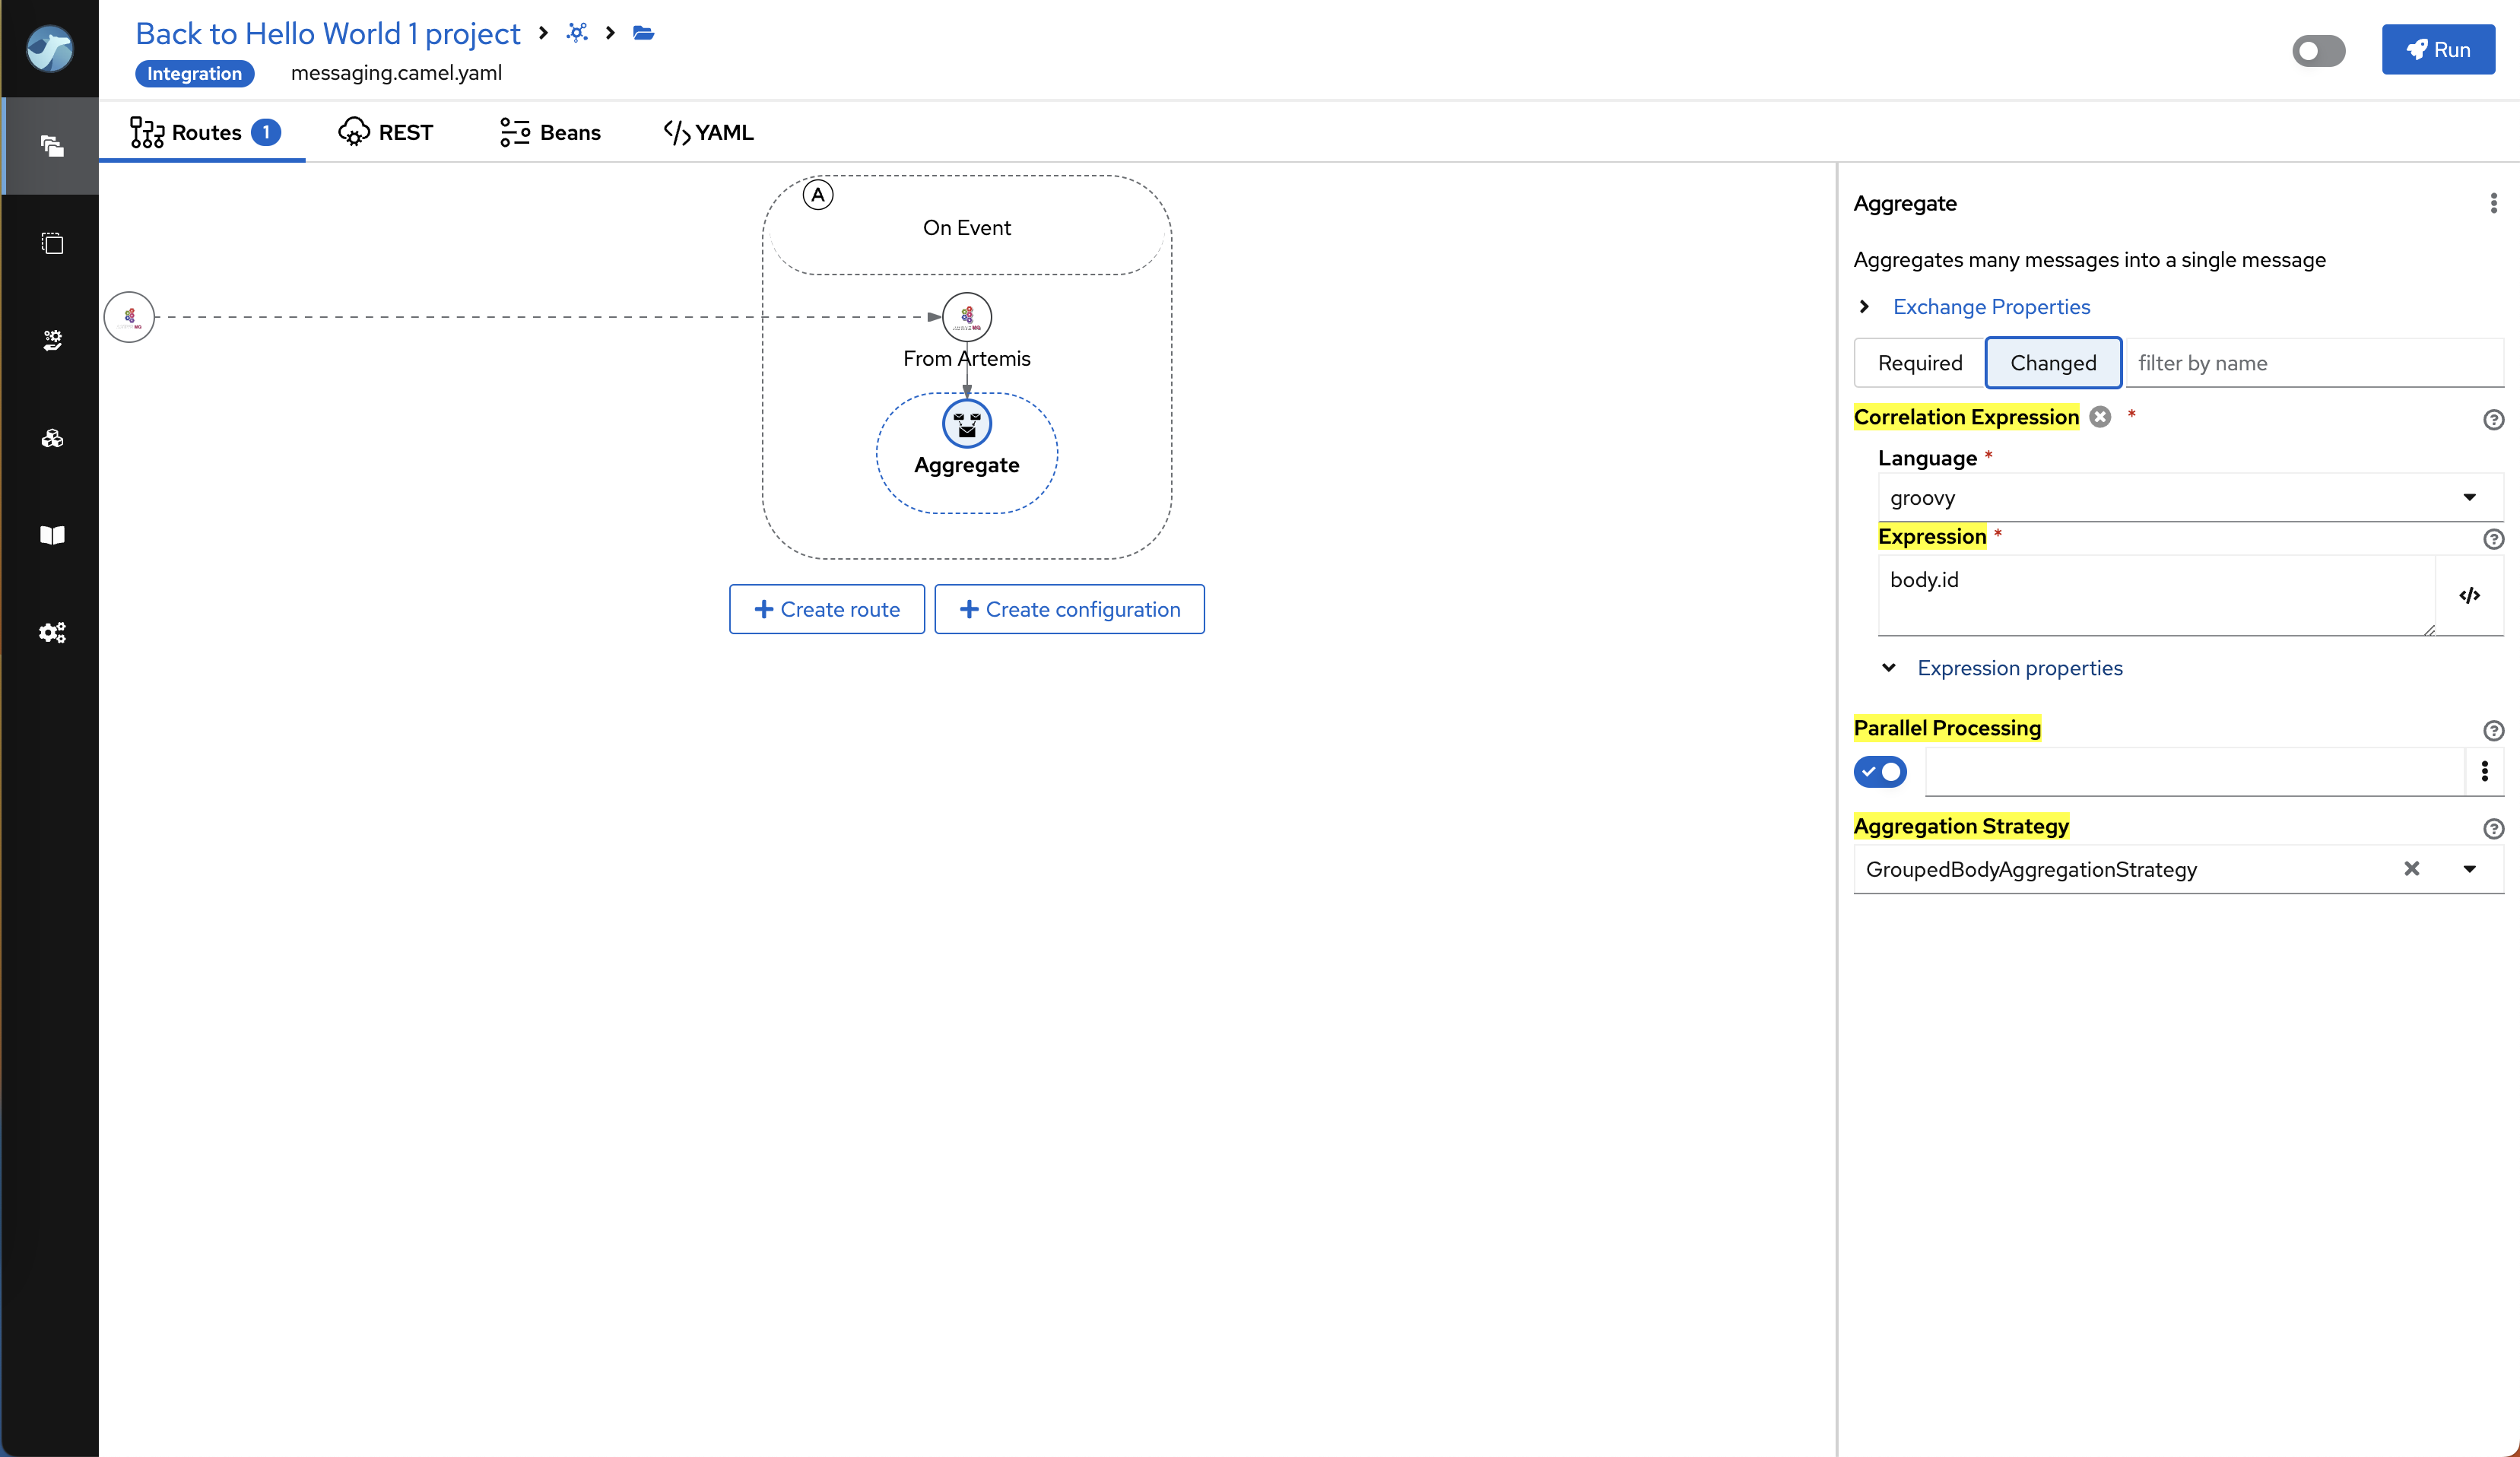 Back to Hello World 1 project
Integration messaging.camel.yaml
Run
Routes 1 REST Beans YAML
A
On Event
From Artemis
Aggregate
Create route Create configuration
Aggregate
Aggregates many messages into a single message
Exchange Properties
Required Changed filter by name
Correlation Expression *
Language *
groovy
Expression *
body.id
Expression properties
Parallel Processing
Aggregation Strategy
GroupedBodyAggregationStrategy